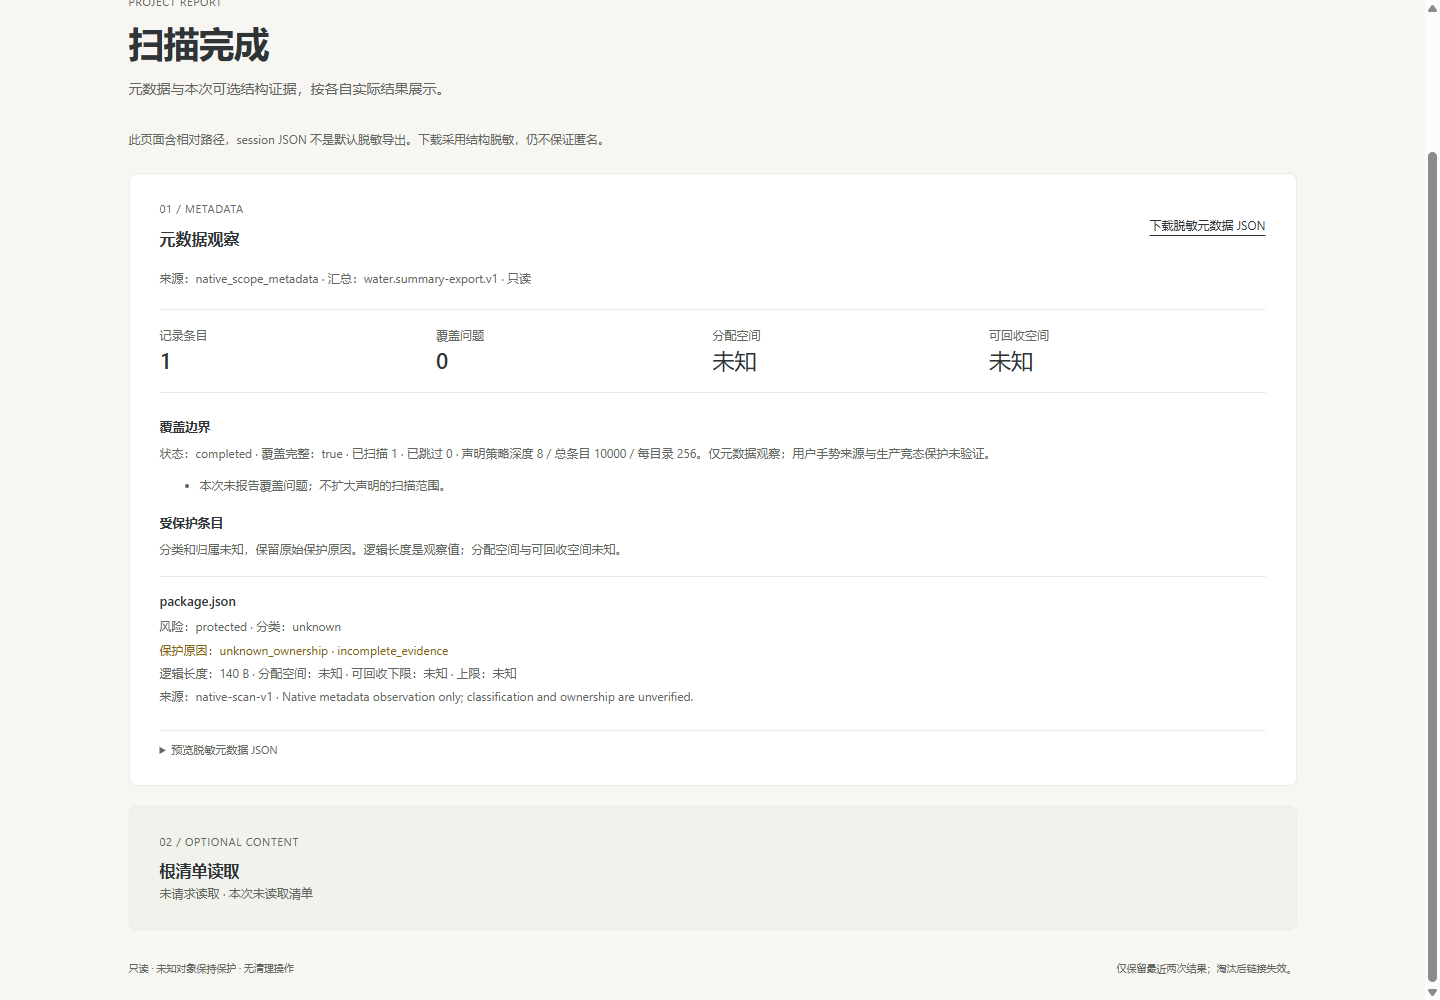 PROJECT REPORT
扫描完成
元数据与本次可选结构证据，按各自实际结果展示。
此页面含相对路径，session JSON 不是默认脱敏导出。下载采用结构脱敏，仍不保证匿名。
01 / METADATA
元数据观察
下载脱敏元数据 JSON
来源：native_scope_metadata · 汇总：water.summary-export.v1 · 只读
记录条目
1
覆盖问题
0
分配空间
未知
可回收空间
未知
覆盖边界
状态：completed · 覆盖完整：true · 已扫描 1 · 已跳过 0 · 声明策略深度 8 / 总条目 10000 / 每目录 256。仅元数据观察；用户手势来源与生产竞态保护未验证。
• 本次未报告覆盖问题；不扩大声明的扫描范围。
受保护条目
分类和归属未知，保留原始保护原因。逻辑长度是观察值；分配空间与可回收空间未知。
package.json
风险：protected · 分类：unknown
保护原因：unknown_ownership · incomplete_evidence
逻辑长度：140 B · 分配空间：未知 · 可回收下限：未知 · 上限：未知
来源：native-scan-v1 · Native metadata observation only; classification and ownership are unverified.
▶ 预览脱敏元数据 JSON
02 / OPTIONAL CONTENT
根清单读取
未请求读取 · 本次未读取清单
只读 · 未知对象保持保护 · 无清理操作
仅保留最近两次结果；淘汰后链接失效。